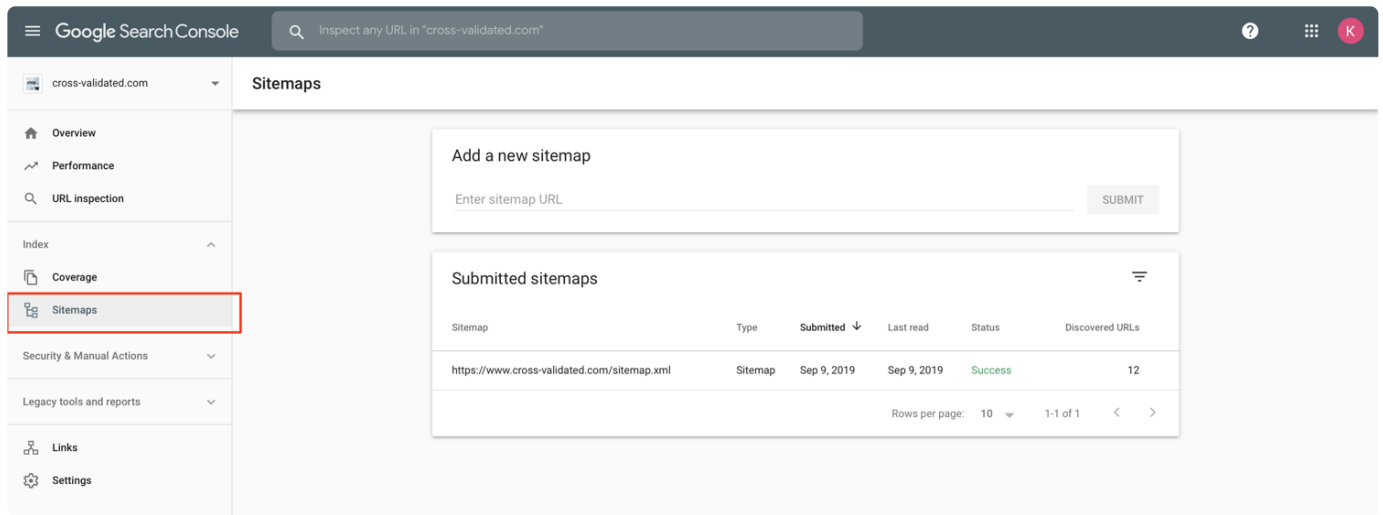 Google Search Console
Inspect any URL in "cross-validated.com"
K
cross-validated.com
Sitemaps
Overview
Performance
URL inspection
Index
Coverage
Sitemaps
Security & Manual Actions
Legacy tools and reports
Links
Settings
Add a new sitemap
Enter sitemap URL
SUBMIT
Submitted sitemaps
Sitemap Type Submitted Last read Status Discovered URLs
https://www.cross-validated.com/sitemap.xml Sitemap Sep 9, 2019 Sep 9, 2019 Success 12
Rows per page: 10 1-1 of 1